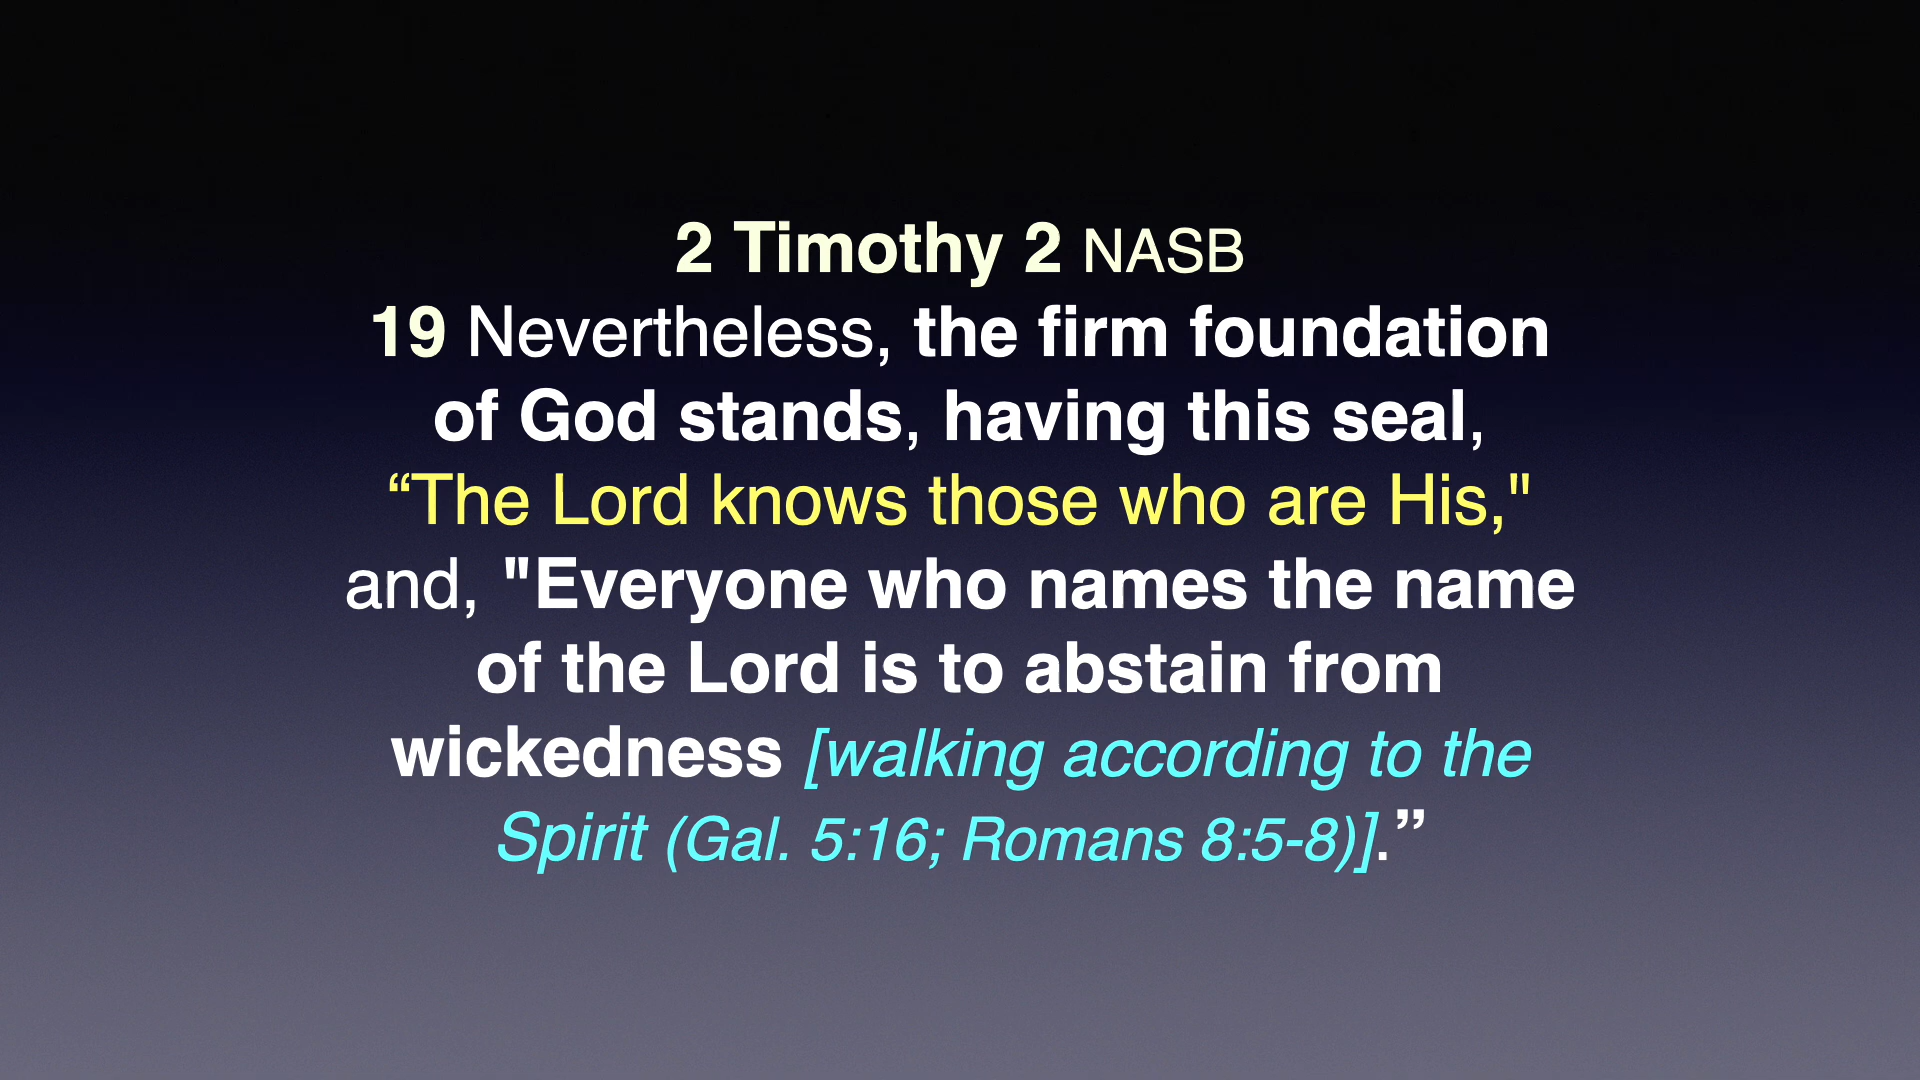 2 Timothy 2 NASB
19 Nevertheless, the firm foundation
of God stands, having this seal,
“The Lord knows those who are His,"
and, "Everyone who names the name
of the Lord is to abstain from
wickedness [walking according to the
Spirit (Gal. 5:16; Romans 8:5-8)].”